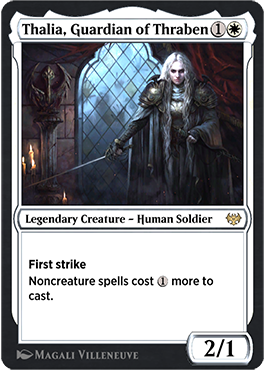 Thalia, Guardian of Thraben 1
Legendary Creature – Human Soldier
First strike
Noncreature spells cost 1 more to
cast.
MAGALI VILLENEUVE
2/1